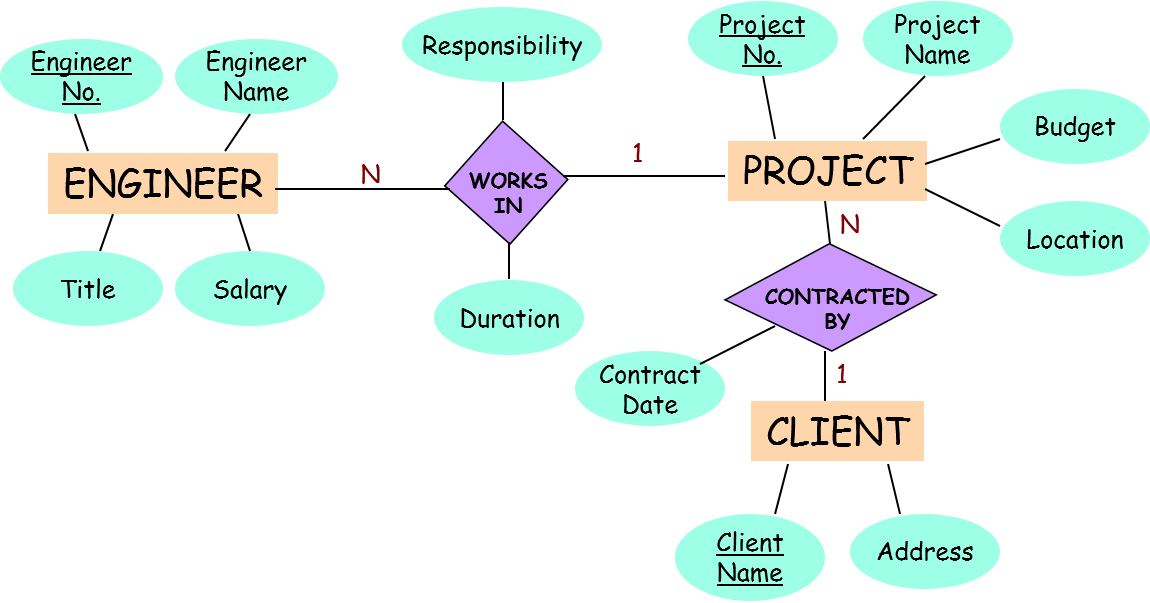 Responsibility
Project
No.
Project
Name
Engineer
No.
Engineer
Name
Budget
ENGINEER
N
WORKS
IN
1
PROJECT
N
Location
Title
Salary
Duration
CONTRACTED
BY
Contract
Date
1
CLIENT
Client
Name
Address